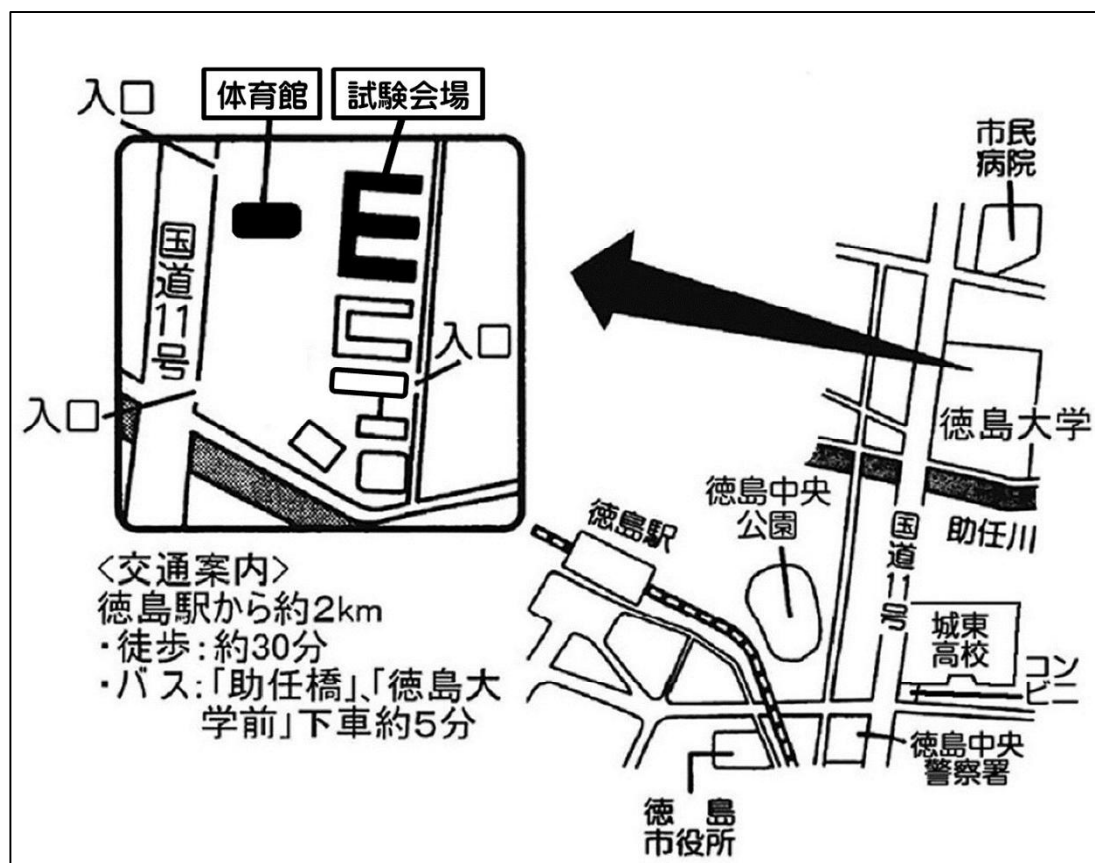 入口
体育館
試験会場
国道11号
入口
入口
<交通案内>
徳島駅から約2km
・徒歩:約30分
・バス:「助任橋」、「徳島大
学前」下車約5分
市民
病院
徳島大学
助任川
徳島中央
公園
徳島駅
国道11号
城東
高校
コン
ビニ
徳島中央
警察署
徳島
市役所